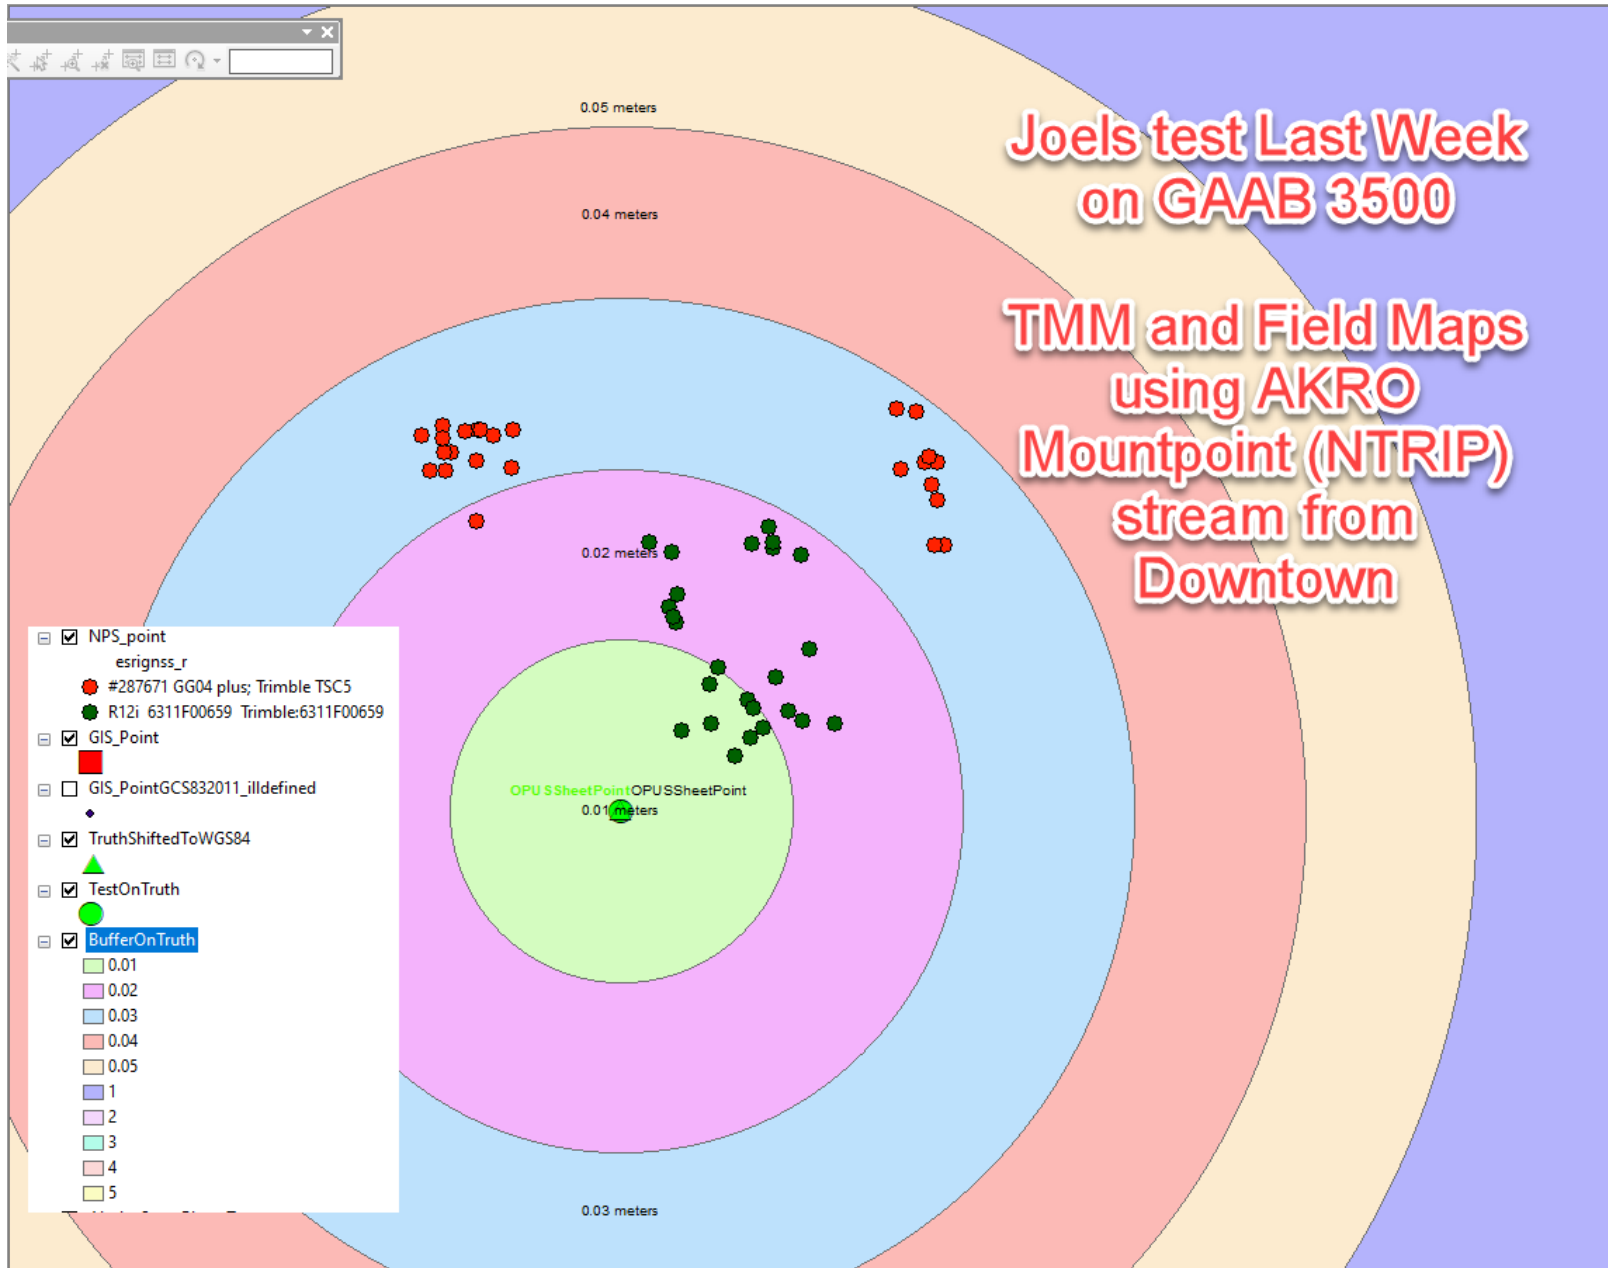 0.05 meters
Joels test Last Week
on GAAB 3500
0.04 meters
TMM and Field Maps
using AKRO
Mountpoint (NTRIP)
stream from
Downtown
0.02 meters
OPUSSheetPointOPUSSheetPoint
0.01 meters
0.03 meters
NPS_point
esrignss_r
#287671 GG04 plus; Trimble TSC5
R12i 6311F00659 Trimble:6311F00659
GIS_Point
GIS_PointGCS832011_illdefined
TruthShiftedToWGS84
TestOnTruth
BufferOnTruth
0.01
0.02
0.03
0.04
0.05
1
2
3
4
5